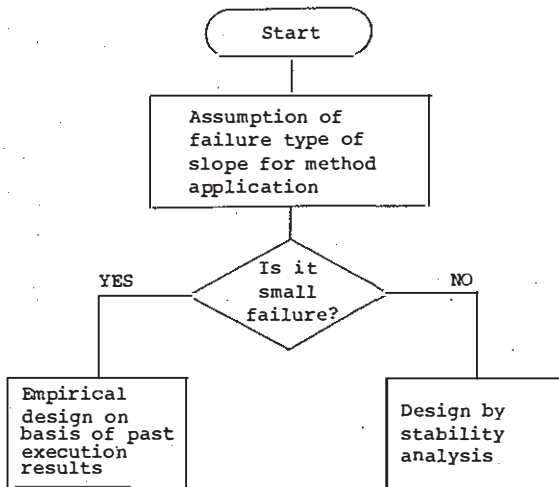 Start
Assumption of
failure type of
slope for method
application
Is it
small
failure?
YES
NO
Empirical
design on
basis of past
execution
results
Design by
stability
analysis